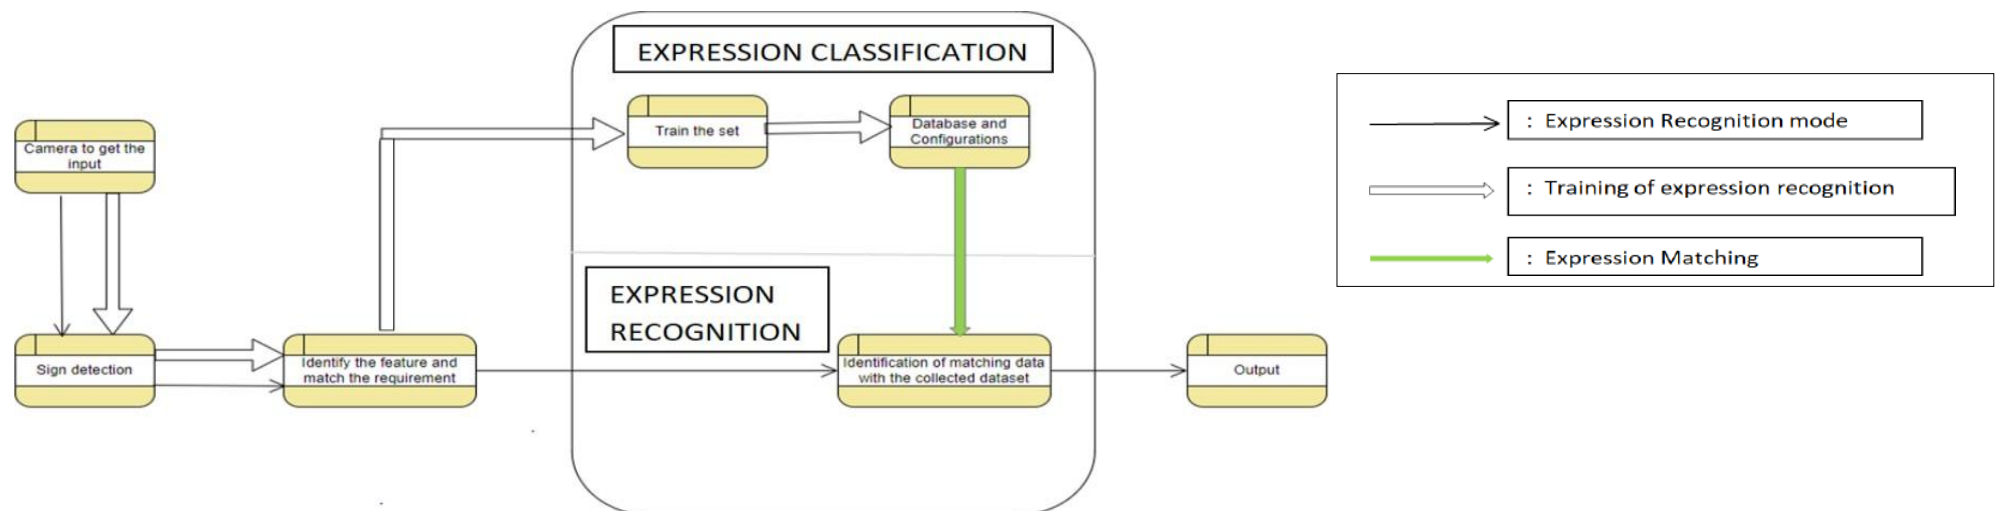 EXPRESSION CLASSIFICATION
Camera to get the
input
Train the set
Database and
Configurations
EXPRESSION
RECOGNITION
Sign detection
Identify the feature and
match the requirement
Identification of matching data
with the collected dataset
Output
: Expression Recognition mode
: Training of expression recognition
: Expression Matching